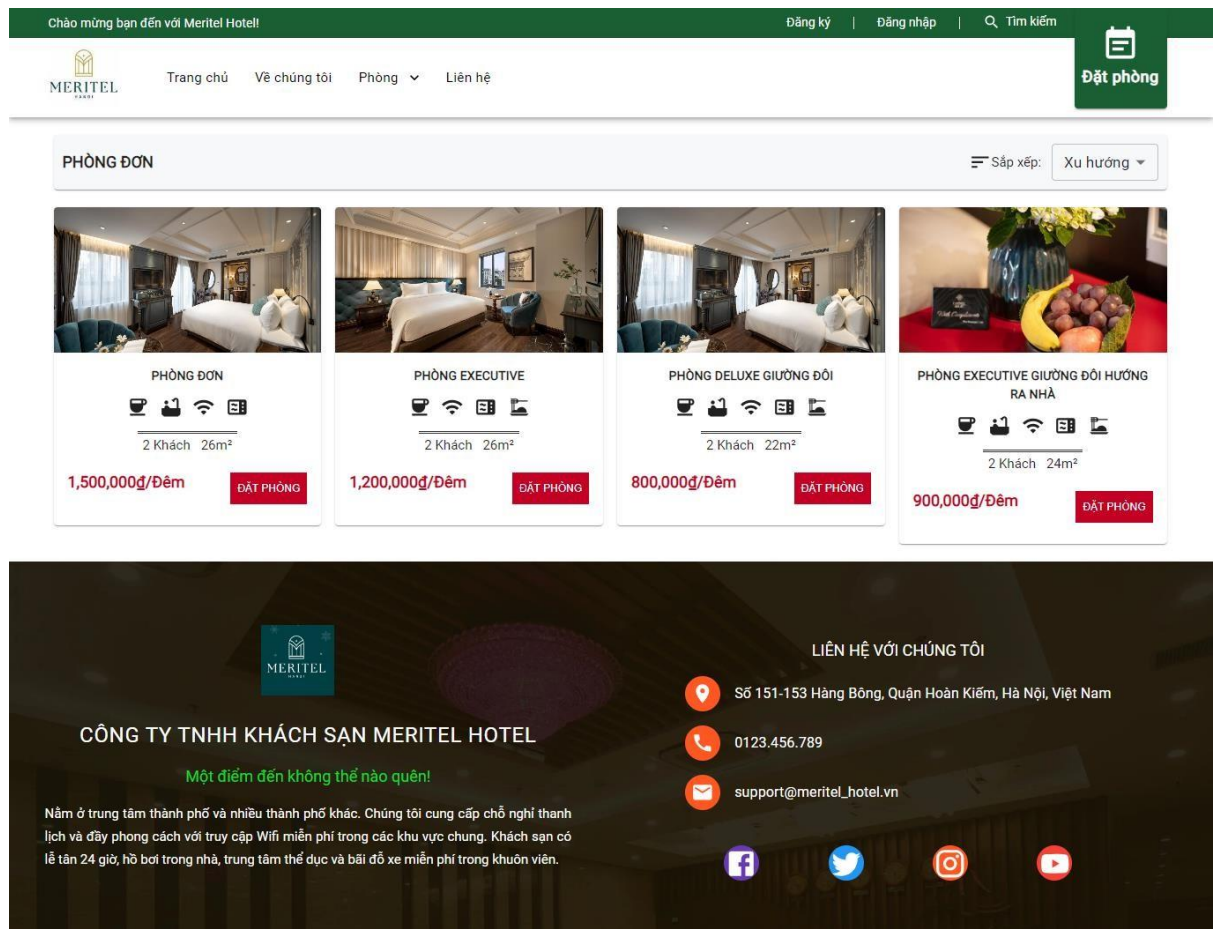 Chào mừng bạn đến với Meritel Hotel!
Đăng ký | Đăng nhập | Tìm kiếm
Đặt phòng
MERITEL
HANOI
Trang chủ Về chúng tôi Phòng Liên hệ
PHÒNG ĐƠN
Sắp xếp: Xu hướng
PHÒNG ĐƠN
2 Khách 26m²
1,500,000₫/Đêm
ĐẶT PHÒNG
PHÒNG EXECUTIVE
2 Khách 26m²
1,200,000₫/Đêm
ĐẶT PHÒNG
PHÒNG DELUXE GIƯỜNG ĐÔI
2 Khách 22m²
800,000₫/Đêm
ĐẶT PHÒNG
PHÒNG EXECUTIVE GIƯỜNG ĐÔI HƯỚNG
RA NHÀ
2 Khách 24m²
900,000₫/Đêm
ĐẶT PHÒNG
MERITEL
HANOI
CÔNG TY TNHH KHÁCH SẠN MERITEL HOTEL
Một điểm đến không thể nào quên!
Nằm ở trung tâm thành phố và nhiều thành phố khác. Chúng tôi cung cấp chỗ nghỉ thanh
lịch và đầy phong cách với truy cập Wifi miễn phí trong các khu vực chung. Khách sạn có
lễ tân 24 giờ, hồ bơi trong nhà, trung tâm thể dục và bãi đỗ xe miễn phí trong khuôn viên.
LIÊN HỆ VỚI CHÚNG TÔI
Số 151-153 Hàng Bông, Quận Hoàn Kiếm, Hà Nội, Việt Nam
0123.456.789
support@meritel_hotel.vn